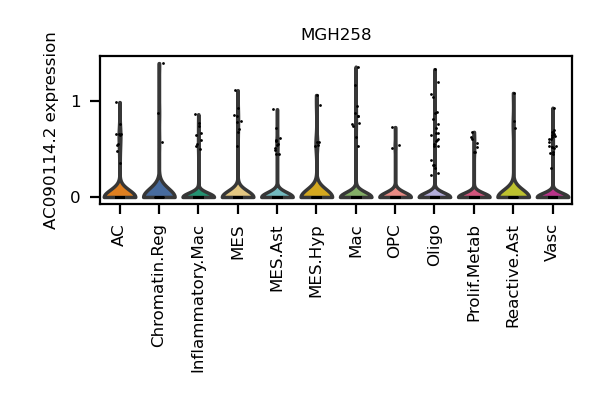 MGH258
AC090114.2 expression
1
0
AC
Chromatin.Reg
Inflammatory.Mac
MES
MES.Ast
MES.Hyp
Mac
OPC
Oligo
Prolif.Metab
Reactive.Ast
Vasc